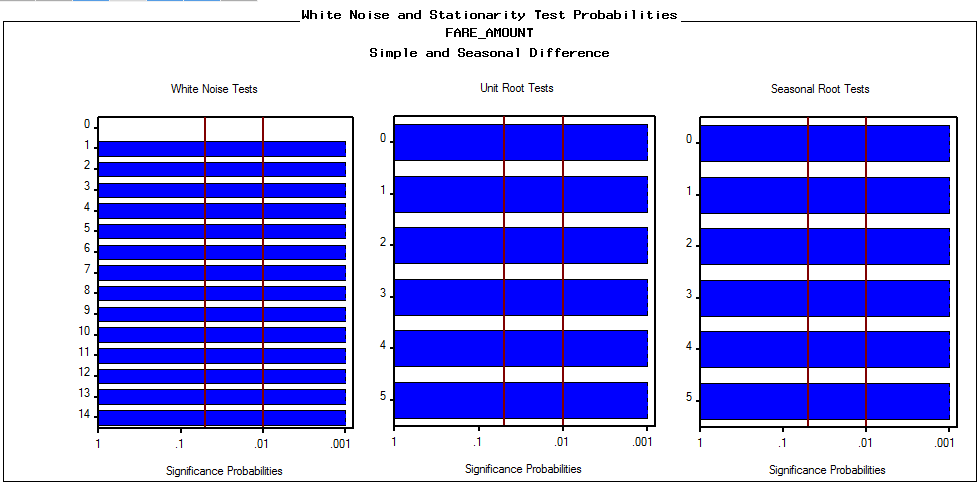 White Noise and Stationarity Test Probabilities
FARE_AMOUNT
Simple and Seasonal Difference
White Noise Tests
0
1
2
3
4
5
6
7
8
9
10
11
12
13
14
1 .1 .01 .001
Significance Probabilities
Unit Root Tests
0
1
2
3
4
5
1 .1 .01 .001
Significance Probabilities
Seasonal Root Tests
0
1
2
3
4
5
1 .1 .01 .001
Significance Probabilities